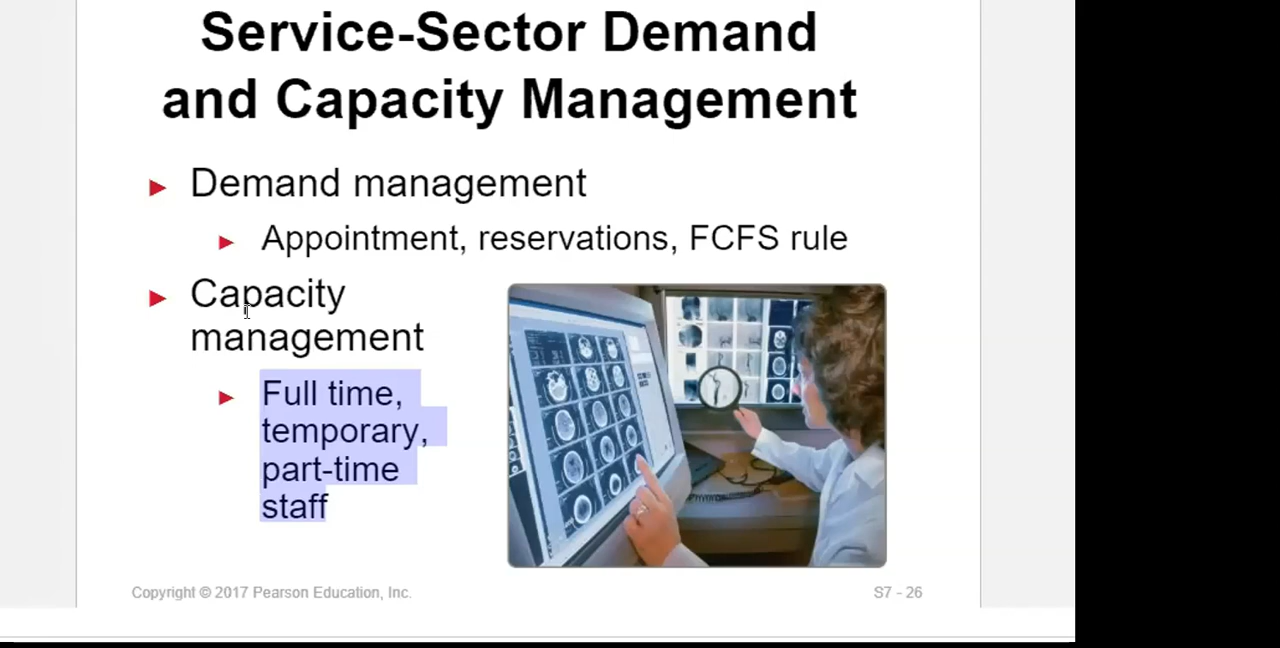 Service-Sector Demand
and Capacity Management
Demand management
Appointment, reservations, FCFS rule
Capacity
management
Full time,
temporary,
part-time
staff
Copyright © 2017 Pearson Education, Inc.
S7 - 26